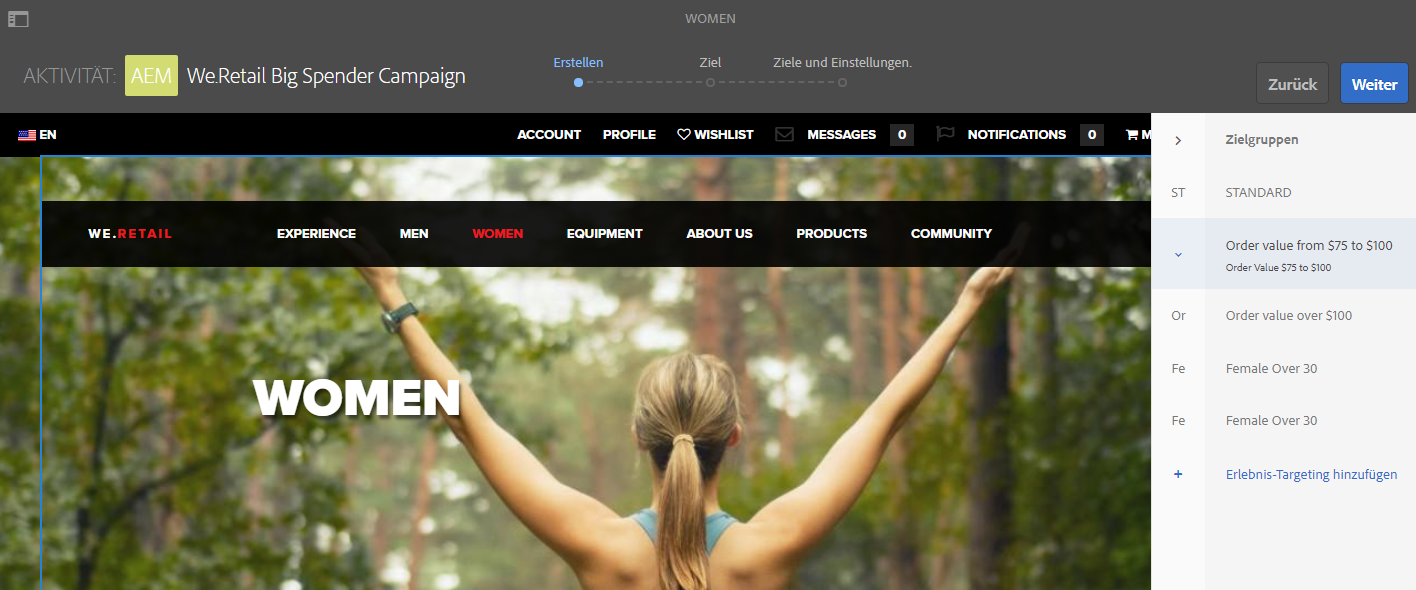 WOMEN
AKTIVITÄT: AEM We.Retail Big Spender Campaign
Erstellen Ziel Ziele und Einstellungen.
Zurück Weiter
EN ACCOUNT PROFILE WISHLIST MESSAGES 0 NOTIFICATIONS 0 M
WE.RETAIL EXPERIENCE MEN WOMEN EQUIPMENT ABOUT US PRODUCTS COMMUNITY
WOMEN
Zielgruppen
ST STANDARD
Order value from $75 to $100
Order Value $75 to $100
Or Order value over $100
Fe Female Over 30
Fe Female Over 30
+ Erlebnis-Targeting hinzufügen